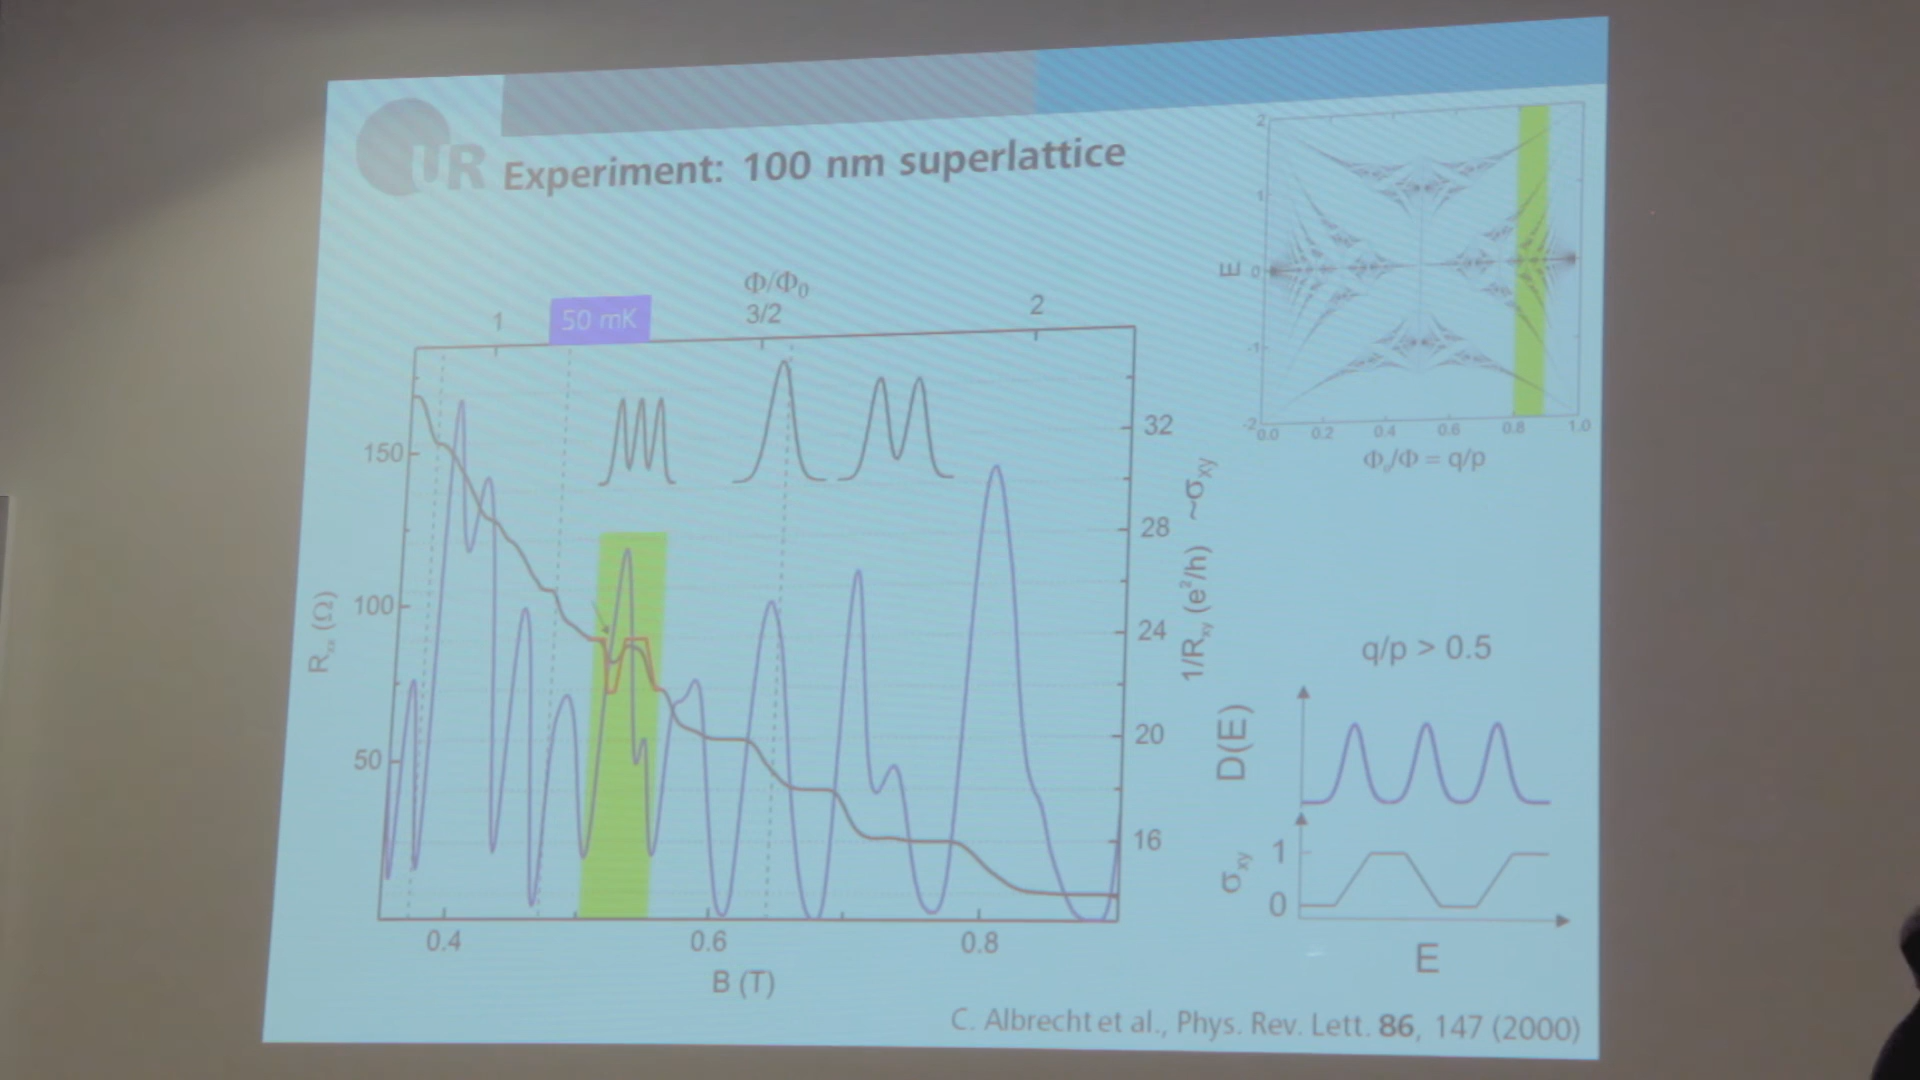 UR
Experiment: 100 nm superlattice
Φ/Φ0
1
50 mK
3/2
2
150
100
50
Rxx (Ω)
32
28
24
20
16
1/Rxy (e²/h) ~σxy
0.4
0.6
0.8
B (T)
2
1
0
-1
-2
E
0.0
0.2
0.4
0.6
0.8
1.0
Φ0/Φ = q/p
q/p > 0.5
D(E)
σxy
1
0
E
C. Albrecht et al., Phys. Rev. Lett. 86, 147 (2000)